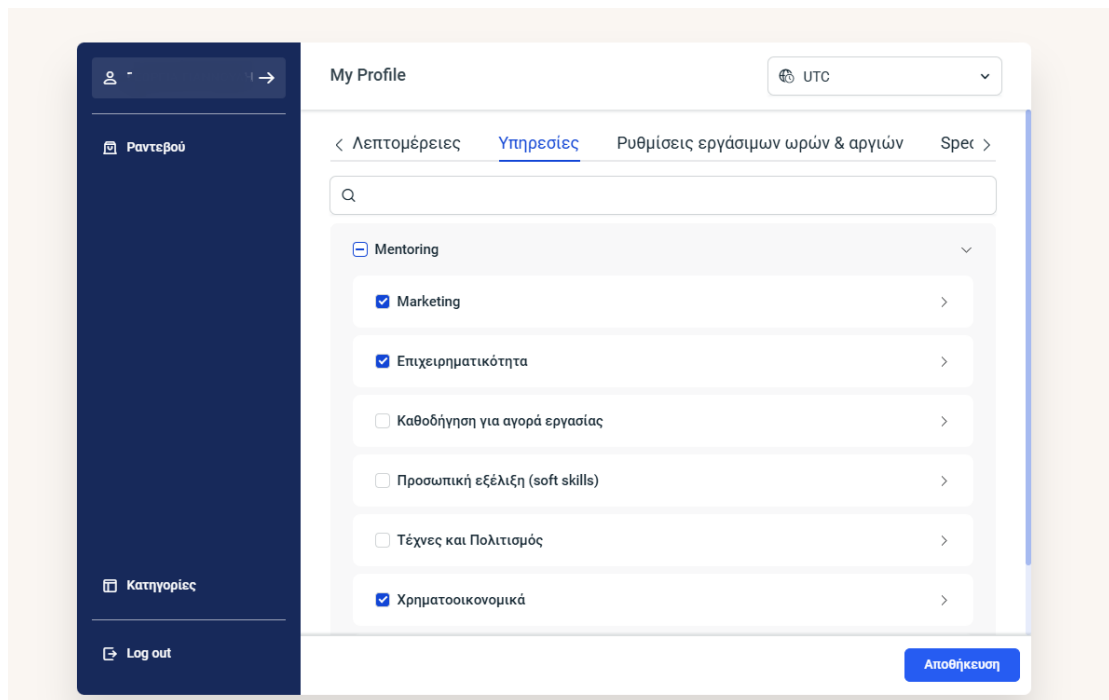 My Profile
UTC
Ραντεβού
Λεπτομέρειες
Υπηρεσίες
Ρυθμίσεις εργάσιμων ωρών & αργιών
Spec
Mentoring
Marketing
Επιχειρηματικότητα
Καθοδήγηση για αγορά εργασίας
Προσωπική εξέλιξη (soft skills)
Τέχνες και Πολιτισμός
Χρηματοοικονομικά
Κατηγορίες
Log out
Αποθήκευση